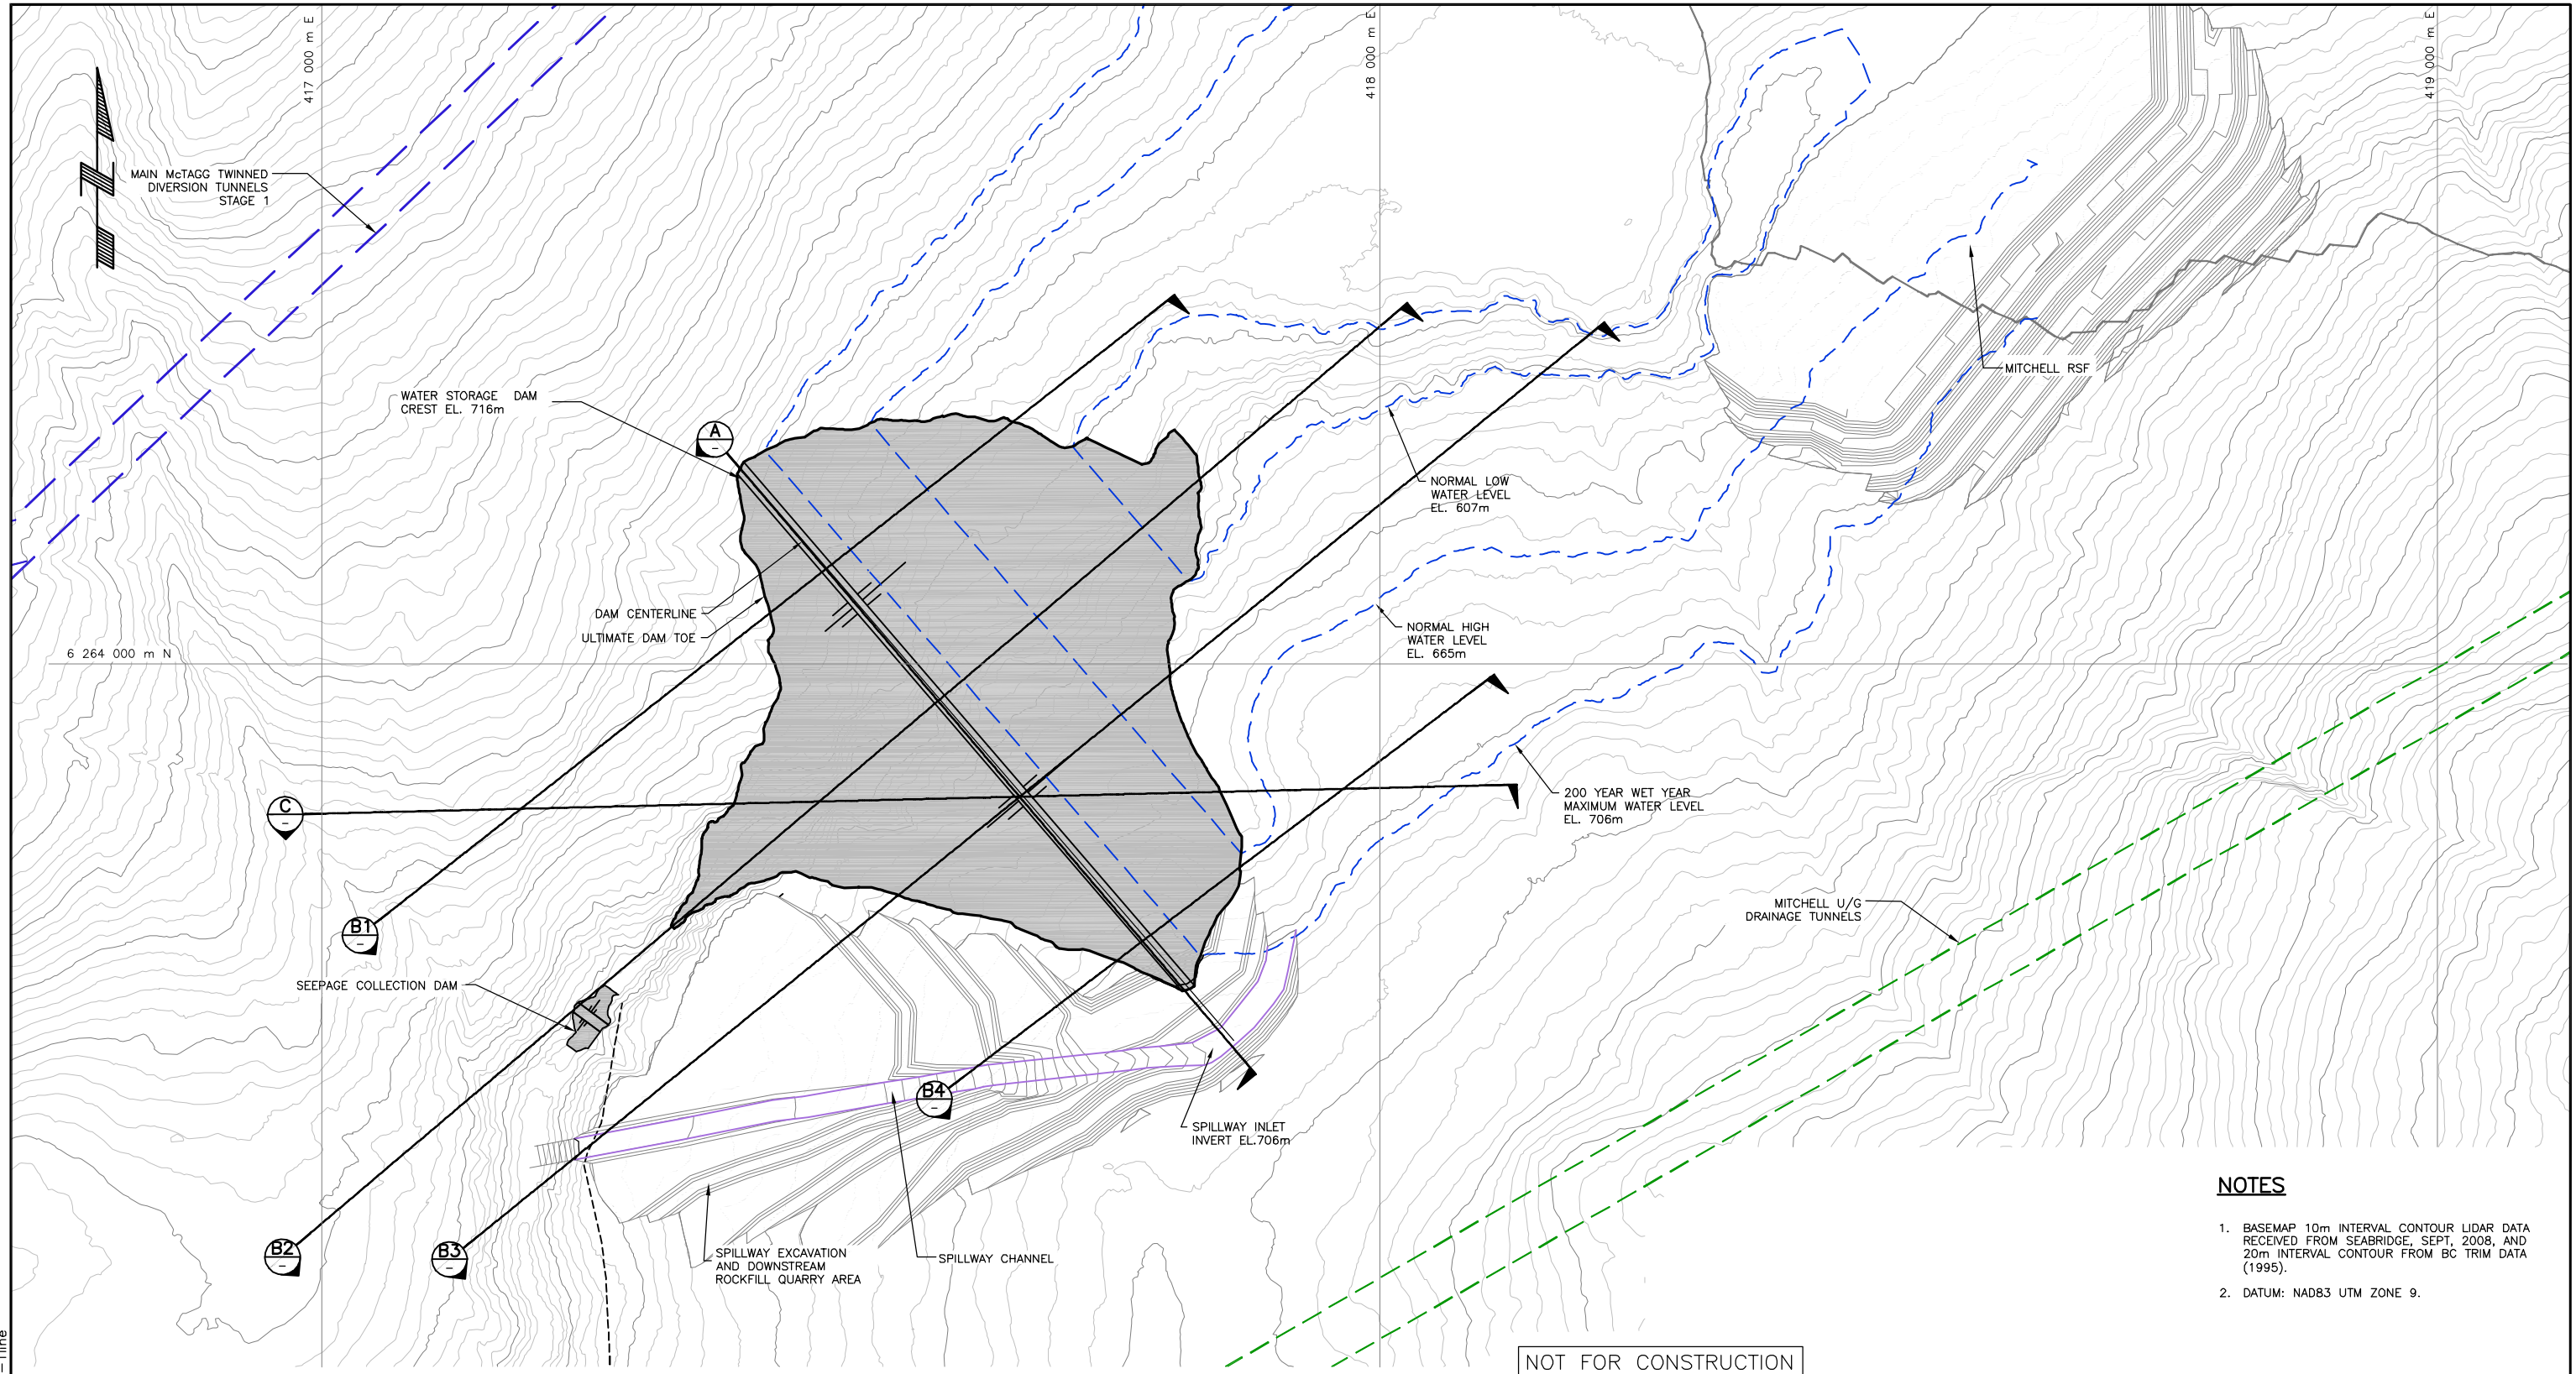 417 000 m E
418 000 m E
419 000 m E
MAIN McTAGG TWINNED
DIVERSION TUNNELS
STAGE 1
WATER STORAGE DAM
CREST EL. 716m
A
-
MITCHELL RSF
NORMAL LOW
WATER LEVEL
EL. 607m
DAM CENTERLINE
ULTIMATE DAM TOE
NORMAL HIGH
WATER LEVEL
EL. 665m
6 264 000 m N
C
-
200 YEAR WET YEAR
MAXIMUM WATER LEVEL
EL. 706m
B1
-
MITCHELL U/G
DRAINAGE TUNNELS
SEEPAGE COLLECTION DAM
B4
-
SPILLWAY INLET
INVERT EL.706m
B2
-
B3
-
SPILLWAY EXCAVATION
AND DOWNSTREAM
ROCKFILL QUARRY AREA
SPILLWAY CHANNEL
NOTES
1. BASEMAP 10m INTERVAL CONTOUR LIDAR DATA
RECEIVED FROM SEABRIDGE, SEPT, 2008, AND
20m INTERVAL CONTOUR FROM BC TRIM DATA
(1995).
2. DATUM: NAD83 UTM ZONE 9.
NOT FOR CONSTRUCTION